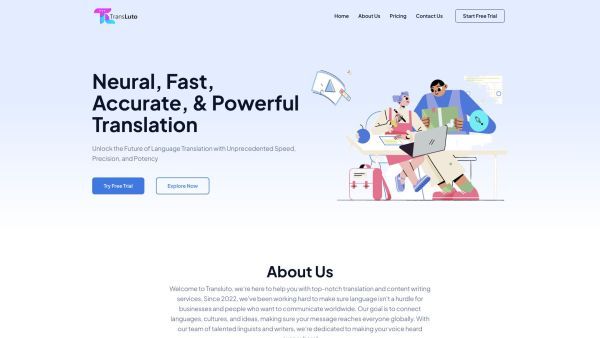 TransLuto
Home About Us Pricing Contact Us Start Free Trial
Neural, Fast,
Accurate, & Powerful
Translation
Unlock the Future of Language Translation with Unprecedented Speed,
Precision, and Potency
Try Free Trial Explore Now
About Us
Welcome to Transluto, we're here to help you with top-notch translation and content writing
services. Since 2022, we've been working hard to make sure language isn't a hurdle for
businesses and people who want to communicate worldwide. Our goal is to connect
languages, cultures, and ideas, making sure your message reaches everyone globally. With
our team of talented linguists and writers, we're dedicated to making your voice heard